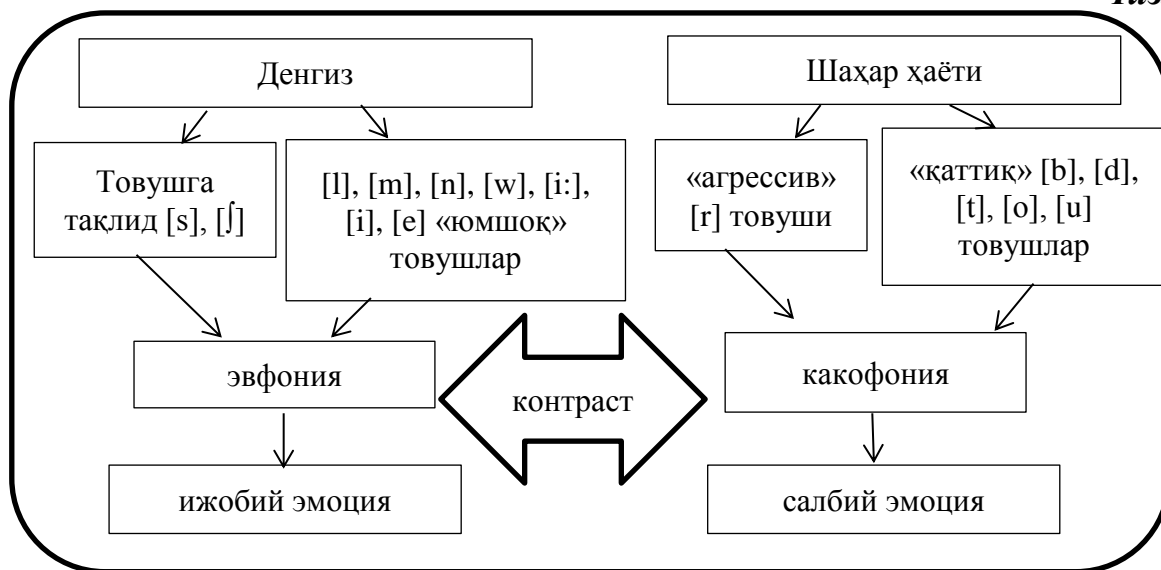 Денгиз
Шаҳар ҳаёти
Товушга
тақлид [s], [ʃ]
[l], [m], [n], [w], [i:],
[i], [e] «юмшоқ»
товушлар
«агрессив»
[r] товуши
«қаттиқ» [b], [d],
[t], [o], [u]
товушлар
эвфония
контраст
какофония
ижобий эмоция
салбий эмоция